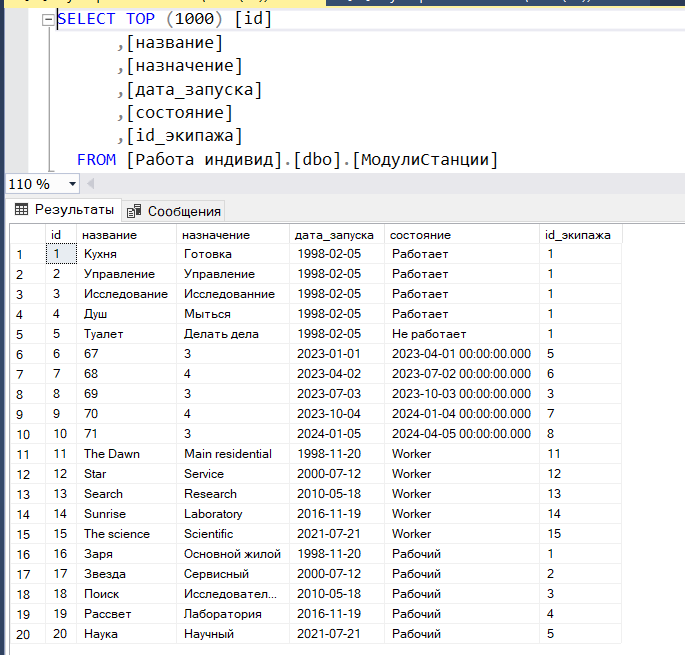 SELECT TOP (1000) [id]
,[название]
,[назначение]
,[дата_запуска]
,[состояние]
,[id_экипажа]
FROM [Работа индивид].[dbo].[МодулиСтанции]
110 %
Результаты Сообщения
id название назначение дата_запуска состояние id_экипажа
1 1 Кухня Готовка 1998-02-05 Работает 1
2 2 Управление Управление 1998-02-05 Работает 1
3 3 Исследование Исследованние 1998-02-05 Работает 1
4 4 Душ Мыться 1998-02-05 Работает 1
5 5 Туалет Делать дела 1998-02-05 Не работает 1
6 6 67 3 2023-01-01 2023-04-01 00:00:00.000 5
7 7 68 4 2023-04-02 2023-07-02 00:00:00.000 6
8 8 69 3 2023-07-03 2023-10-03 00:00:00.000 3
9 9 70 4 2023-10-04 2024-01-04 00:00:00.000 7
10 10 71 3 2024-01-05 2024-04-05 00:00:00.000 8
11 11 The Dawn Main residential 1998-11-20 Worker 11
12 12 Star Service 2000-07-12 Worker 12
13 13 Search Research 2010-05-18 Worker 13
14 14 Sunrise Laboratory 2016-11-19 Worker 14
15 15 The science Scientific 2021-07-21 Worker 15
16 16 Заря Основной жилой 1998-11-20 Рабочий 1
17 17 Звезда Сервисный 2000-07-12 Рабочий 2
18 18 Поиск Исследовател... 2010-05-18 Рабочий 3
19 19 Рассвет Лаборатория 2016-11-19 Рабочий 4
20 20 Наука Научный 2021-07-21 Рабочий 5